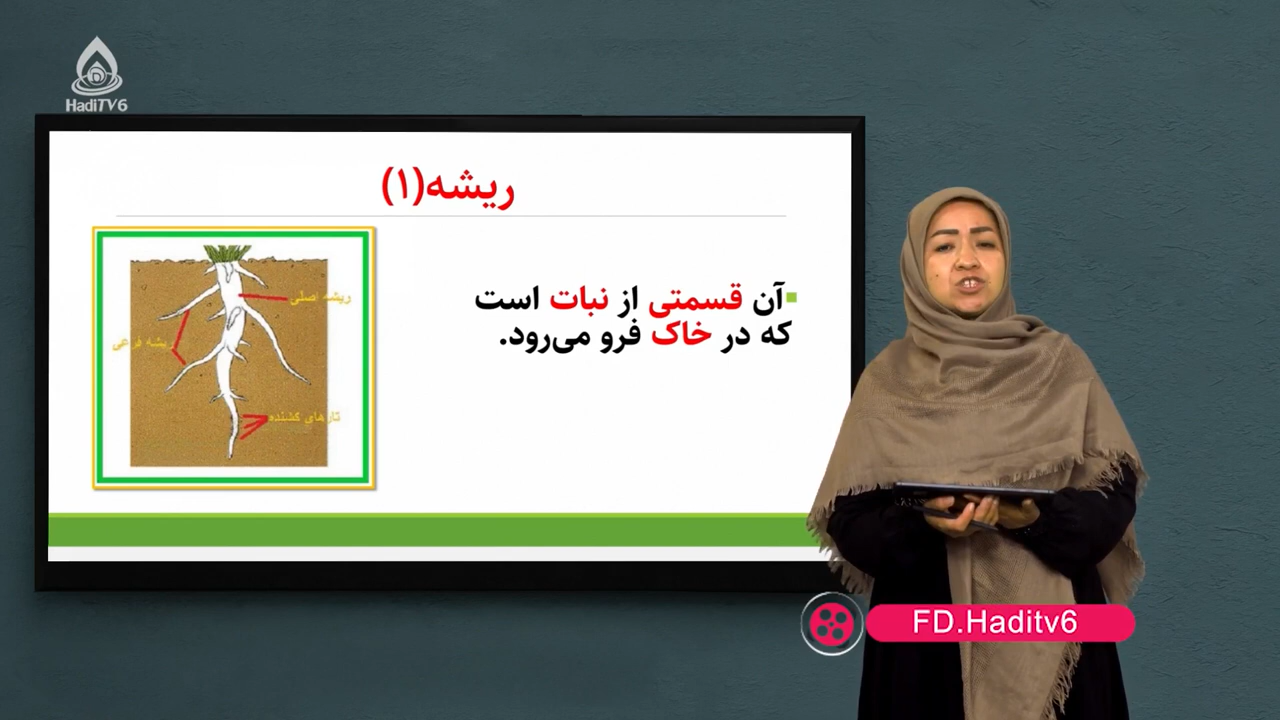 HadiTV6
ریشه(۱)
آن قسمتی از نبات است
که در خاک فرو می‌رود.
ریشه اصلی
ریشه فرعی
تارهای کشنده
FD.Haditv6